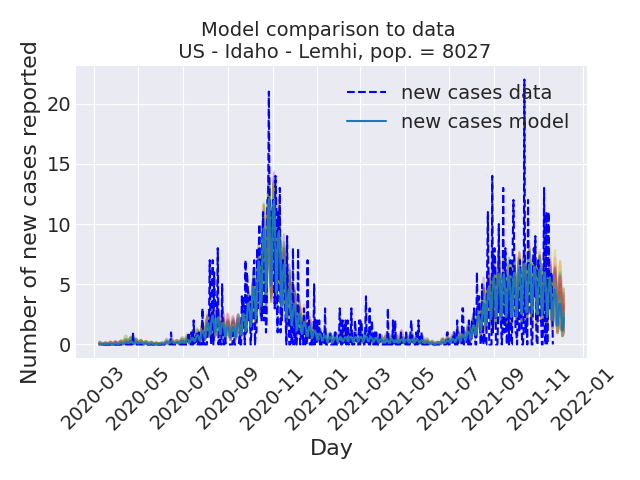 Model comparison to data
US - Idaho - Lemhi, pop. = 8027
Number of new cases reported
20
15
10
5
0
new cases data
new cases model
2020-03
2020-05
2020-07
2020-09
2020-11
2021-01
2021-03
2021-05
2021-07
2021-09
2021-11
2022-01
Day